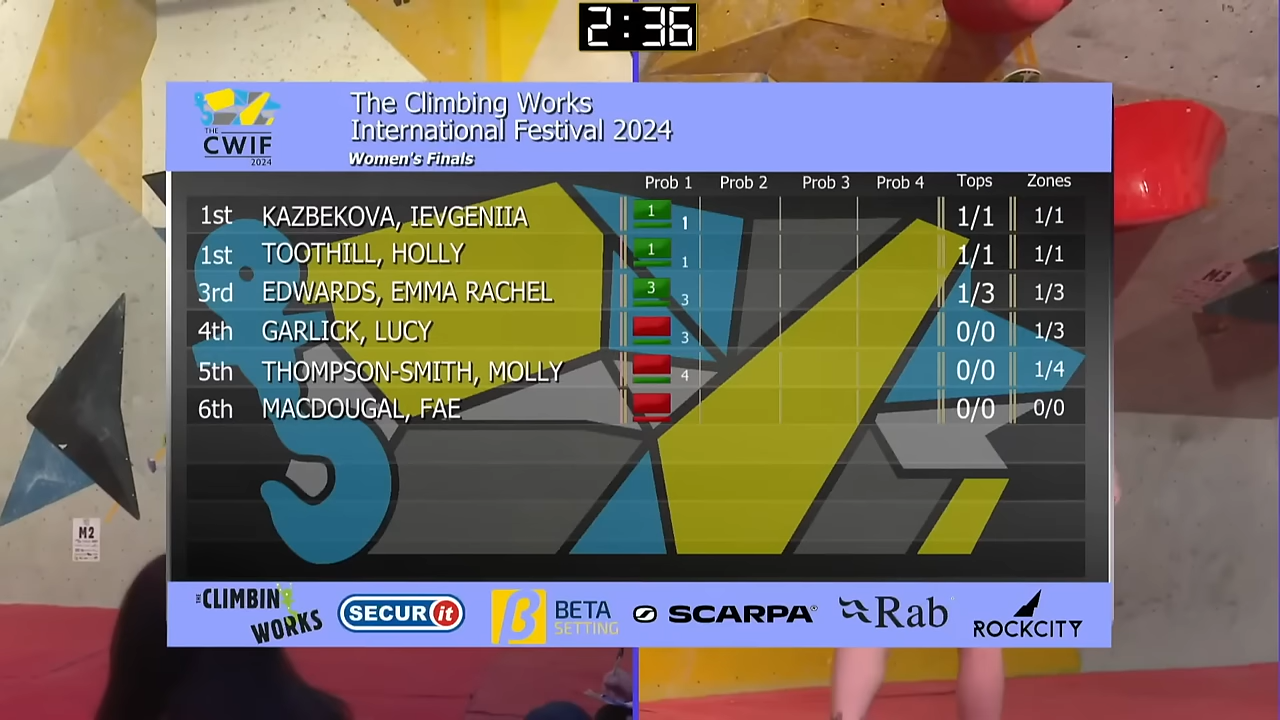 2:36
The Climbing Works
International Festival 2024
Women's Finals
THE
CWIF
2024
Prob 1 Prob 2 Prob 3 Prob 4 Tops Zones
1st KAZBEKOVA, IEVGENIIA 1 1 1/1 1/1
1st TOOTHILL, HOLLY 1 1 1/1 1/1
3rd EDWARDS, EMMA RACHEL 3 3 1/3 1/3
4th GARLICK, LUCY 3 0/0 1/3
5th THOMPSON-SMITH, MOLLY 4 0/0 1/4
6th MACDOUGAL, FAE 0/0 0/0
M2
M3
THE CLIMBIN WORKS
SECURit
β BETA SETTING
SCARPA
Rab
ROCKCITY